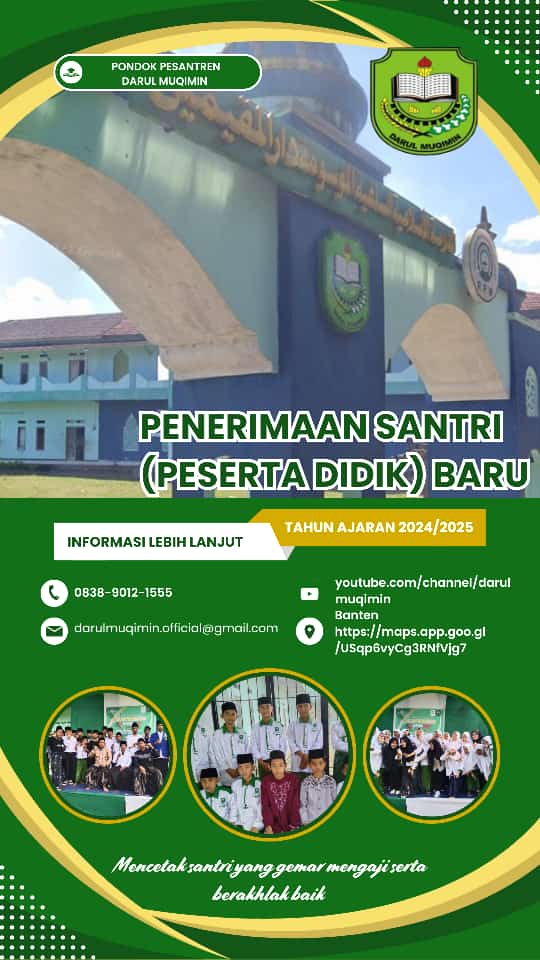 PONDOK PESANTREN
DARUL MUQIMIN
DARUL MUQIMIN
PENERIMAAN SANTRI
(PESERTA DIDIK) BARU
TAHUN AJARAN 2024/2025
INFORMASI LEBIH LANJUT
0838-9012-1555
darulmuqimin.official@gmail.com
youtube.com/channel/darul
muqimin
Banten
https://maps.app.goo.gl
/USqp6vyCg3RNfVjg7
Mencetak santri yang gemar mengaji serta
berakhlak baik